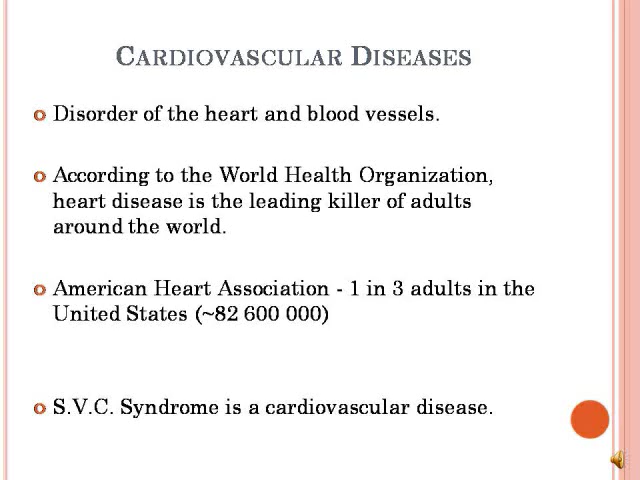 CARDIOVASCULAR DISEASES
Disorder of the heart and blood vessels.
According to the World Health Organization,
heart disease is the leading killer of adults
around the world.
American Heart Association - 1 in 3 adults in the
United States (~82 600 000)
S.V.C. Syndrome is a cardiovascular disease.